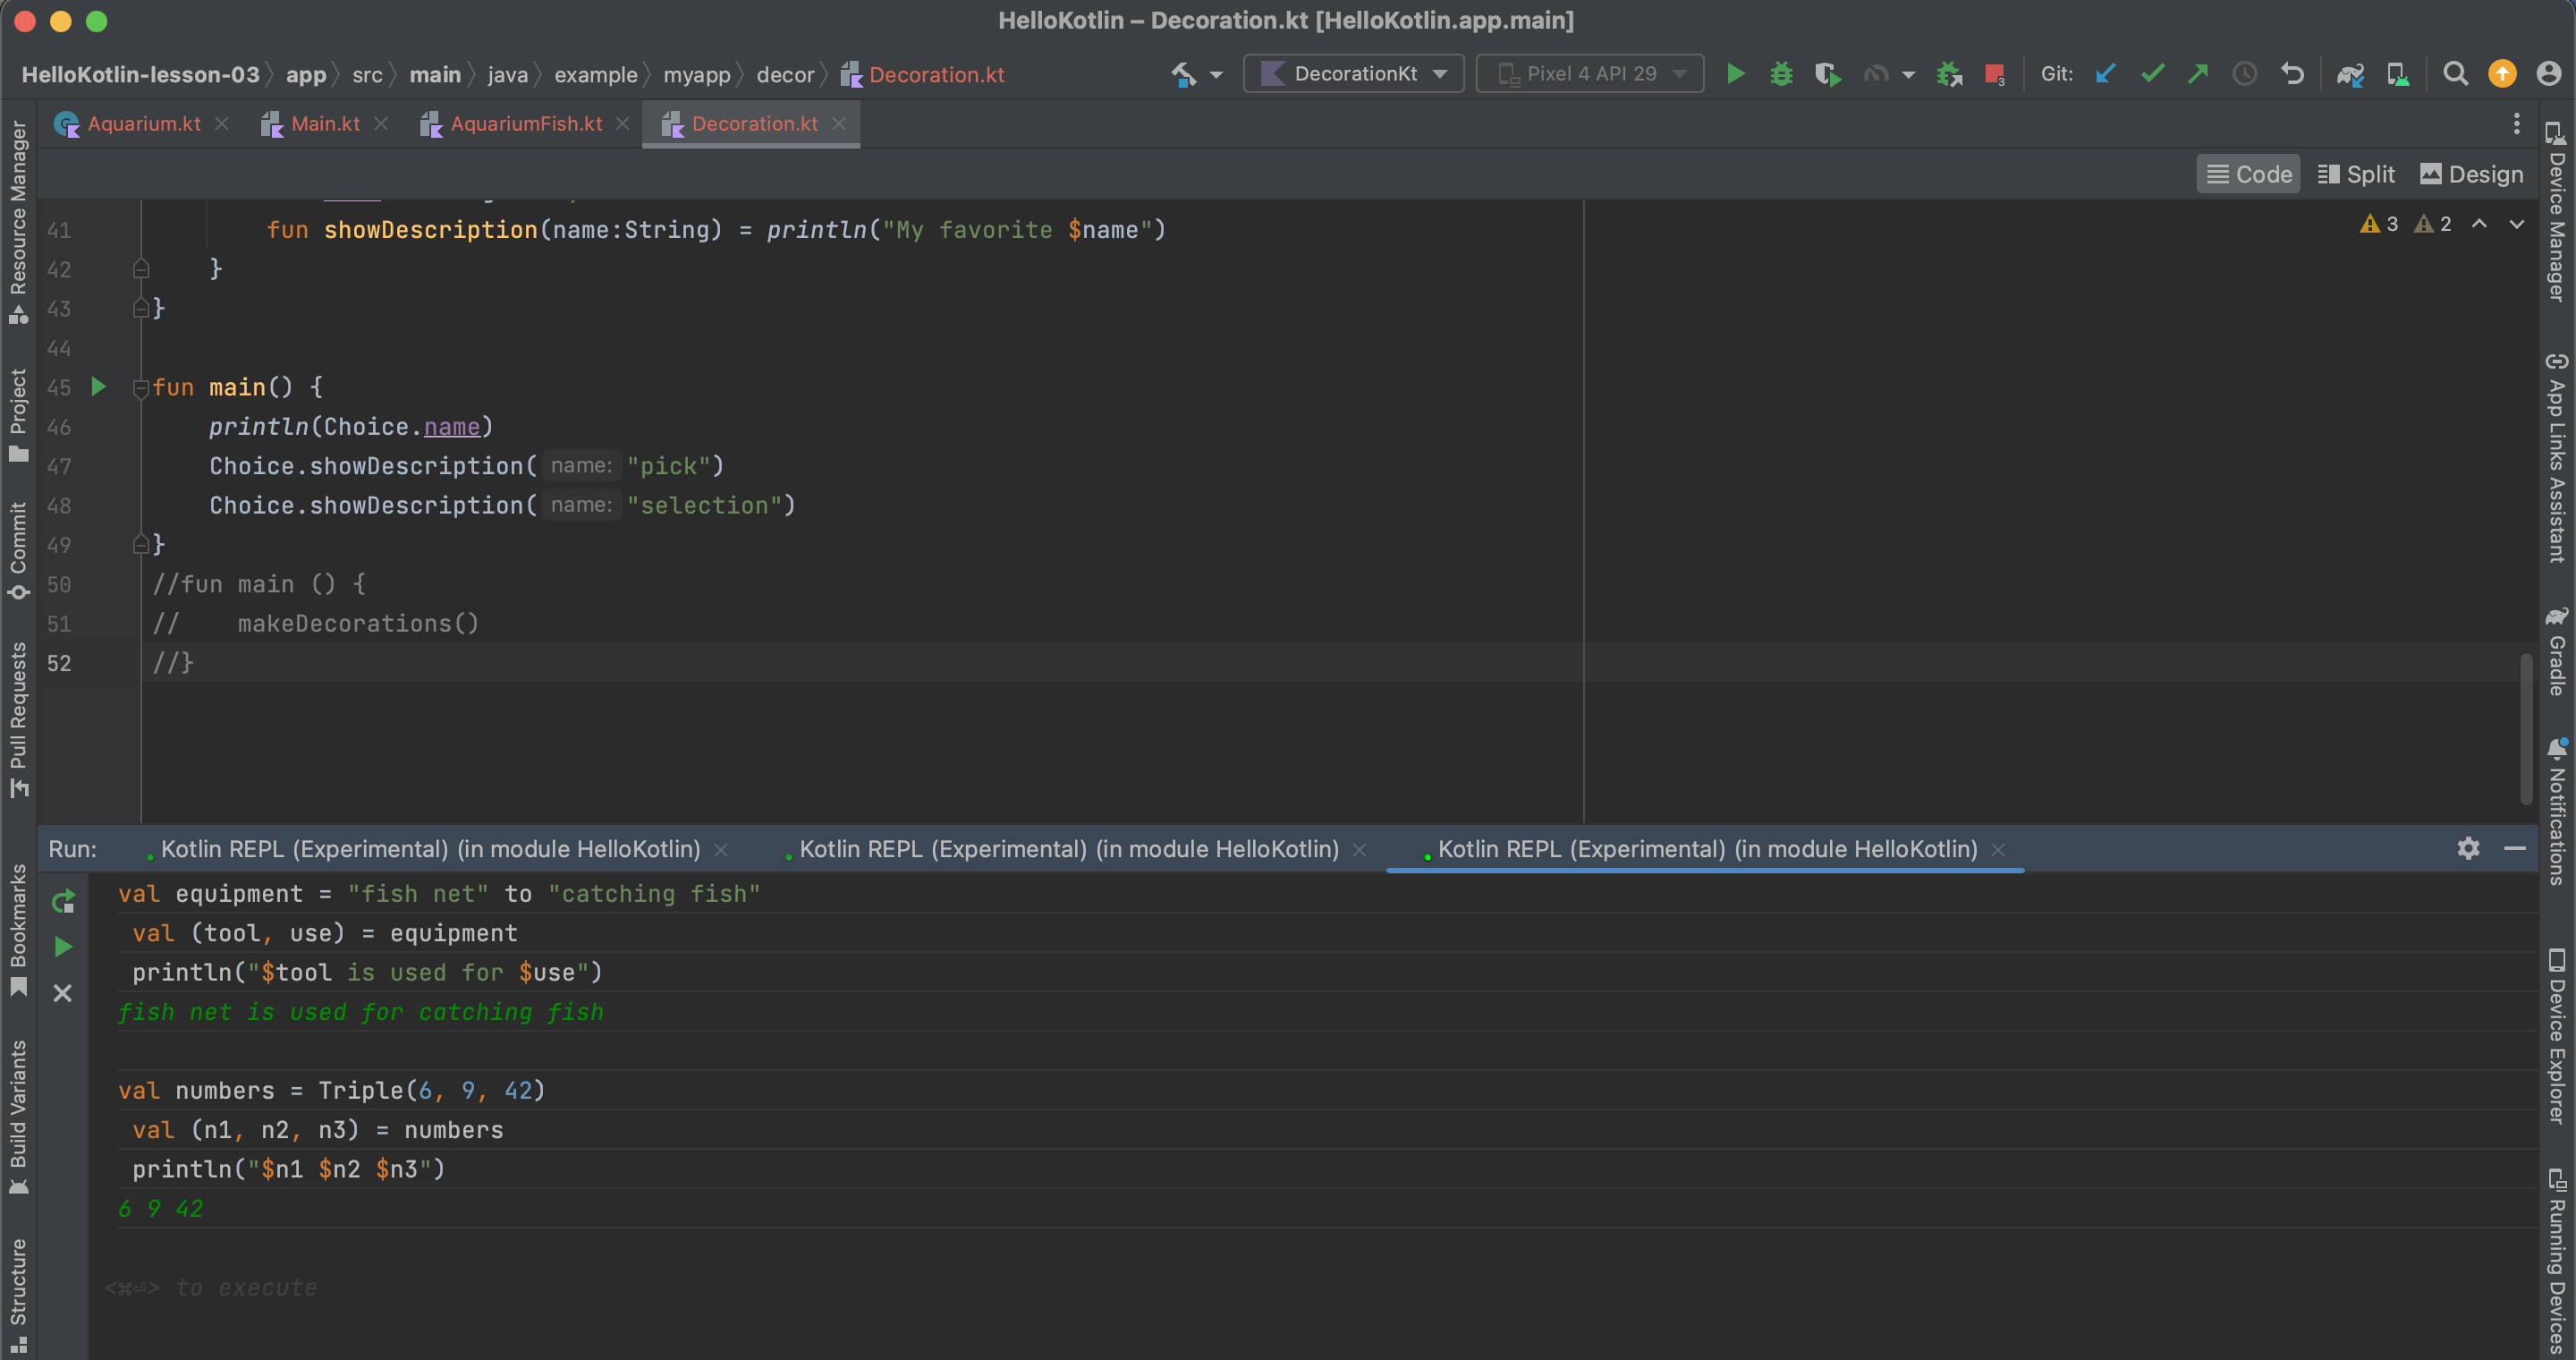 HelloKotlin – Decoration.kt [HelloKotlin.app.main]
HelloKotlin-lesson-03 app src main java example myapp decor Decoration.kt DecorationKt Pixel 4 API 29 3 Git:
Aquarium.kt Main.kt AquariumFish.kt Decoration.kt
Code Split Design
3 2
41 fun showDescription(name:String) = println("My favorite $name")
42 }
43 }
44
45 fun main() {
46 println(Choice.name)
47 Choice.showDescription( name: "pick")
48 Choice.showDescription( name: "selection")
49 }
50 //fun main () {
51 //    makeDecorations()
52 //}
Run: Kotlin REPL (Experimental) (in module HelloKotlin) Kotlin REPL (Experimental) (in module HelloKotlin) Kotlin REPL (Experimental) (in module HelloKotlin)
val equipment = "fish net" to "catching fish"
val (tool, use) = equipment
println("$tool is used for $use")
fish net is used for catching fish
val numbers = Triple(6, 9, 42)
val (n1, n2, n3) = numbers
println("$n1 $n2 $n3")
6 9 42
<⌘⏎> to execute
Resource Manager
Project
Commit
Pull Requests
Bookmarks
Build Variants
Structure
Device Manager
App Links Assistant
Gradle
Notifications
Device Explorer
Running Devices